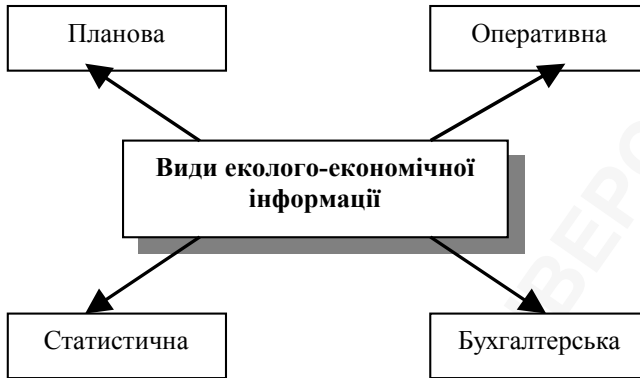 Планова
Оперативна
Види еколого-економічної
інформації
Статистична
Бухгалтерська